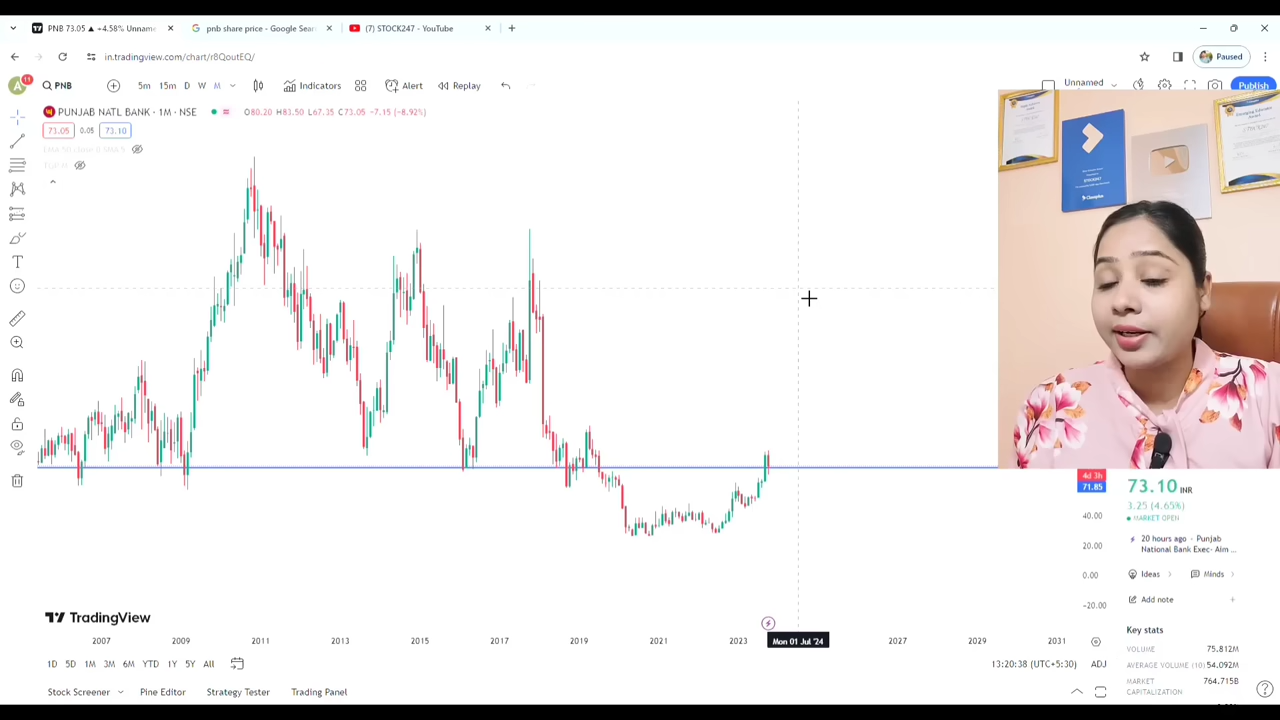 PNB 73.05 ▲ +4.58% Unname
pnb share price - Google Sear
(7) STOCK247 - YouTube
in.tradingview.com/chart/r8QoutEQ/
Paused
A
11
PNB
5m 15m D W M
Indicators
Alert
Replay
Unnamed
Publish
PUNJAB NATL BANK · 1M · NSE
O80.20 H83.50 L67.35 C73.05 -7.15 (-8.92%)
73.05 0.05 73.10
4d 3h
71.85
40.00
20.00
0.00
-20.00
73.10 INR
3.25 (4.65%)
MARKET OPEN
20 hours ago · Punjab
National Bank Exec- Aim ...
Ideas
Minds
Add note
Key stats
VOLUME 75.812M
AVERAGE VOLUME (10) 54.092M
MARKET
CAPITALIZATION 764.715B
TradingView
2007 2009 2011 2013 2015 2017 2019 2021 2023 Mon 01 Jul '24 2027 2029 2031
1D 5D 1M 3M 6M YTD 1Y 5Y All
13:20:38 (UTC+5:30) ADJ
Stock Screener
Pine Editor
Strategy Tester
Trading Panel